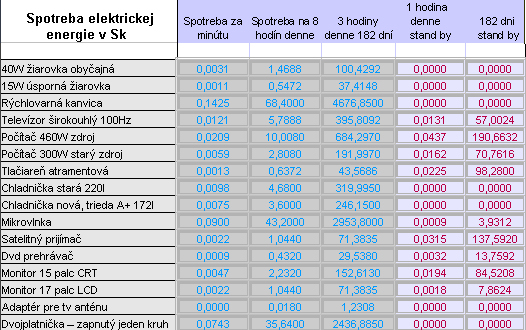 Spotreba elektrickej energie v Sk Spotreba za minútu Spotreba na 8 hodín denne 3 hodiny denne 182 dní 1 hodina denne stand by 182 dní stand by
40W žiarovka obyčajná 0,0031 1,4688 100,4292 0,0000 0,0000
15W úsporná žiarovka 0,0011 0,5472 37,4148 0,0000 0,0000
Rýchlovarná kanvica 0,1425 68,4000 4676,8500 0,0000 0,0000
Televízor širokouhlý 100Hz 0,0121 5,7888 395,8092 0,0131 57,0024
Počítač 460W zdroj 0,0209 10,0080 684,2970 0,0437 190,6632
Počítač 300W starý zdroj 0,0059 2,8080 191,9970 0,0162 70,7616
Tlačiareň atramentová 0,0013 0,6372 43,5686 0,0225 98,2800
Chladnička stará 220l 0,0098 4,6800 319,9950 0,0000 0,0000
Chladnička nová, trieda A+ 172l 0,0075 3,6000 246,1500 0,0000 0,0000
Mikrovlnka 0,0900 43,2000 2953,8000 0,0009 3,9312
Satelitný prijímač 0,0022 1,0440 71,3835 0,0315 137,5920
Dvd prehrávač 0,0009 0,4320 29,5380 0,0032 13,7592
Monitor 15 palc CRT 0,0047 2,2320 152,6130 0,0194 84,5208
Monitor 17 palc LCD 0,0022 1,0440 71,3835 0,0018 7,8624
Adaptér pre tv anténu 0,0000 0,0180 1,2308 0,0000 0,0000
Dvojplatnička – zapnutý jeden kruh 0,0743 35,6400 2436,8850 0,0000 0,0000